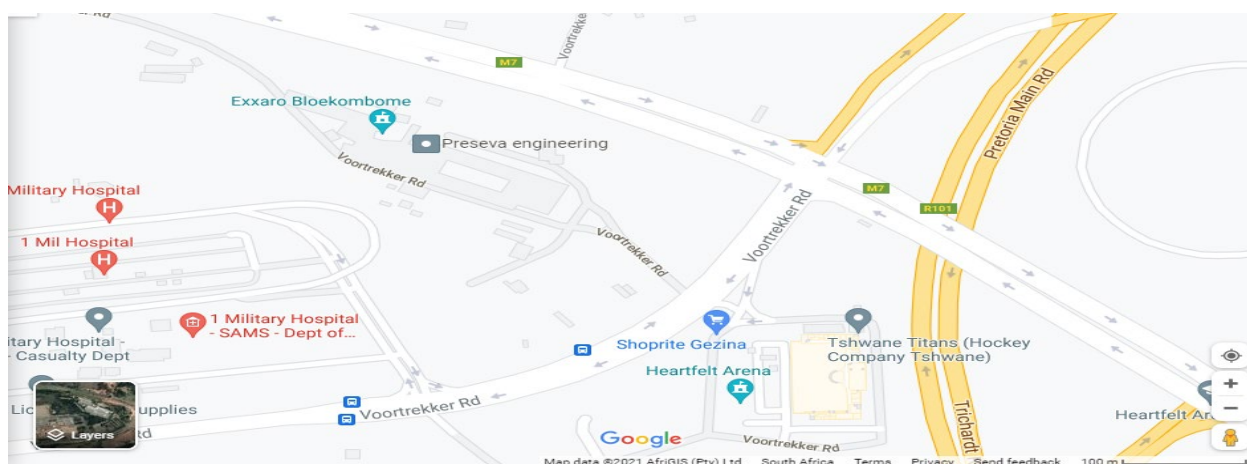 Rd
Voortrekke
M7
Exxaro Bloekombome
Preseva engineering
Pretoria Main Rd
Voortrekker Rd
Military Hospital
M7
R101
1 Mil Hospital
Voortrekker Rd
Voortrekker Rd
1 Military Hospital
- SAMS - Dept of...
itary Hospital -
- Casualty Dept
Shoprite Gezina
Tshwane Titans (Hockey
Company Tshwane)
Heartfelt Arena
Lic
upplies
Voortrekker Rd
Rd
Layers
Trichardt
Heartfelt Ar
Google
Voortrekker Rd
Map data ©2021 AfriGIS (Pty) Ltd South Africa Terms Privacy Send feedback 100 m